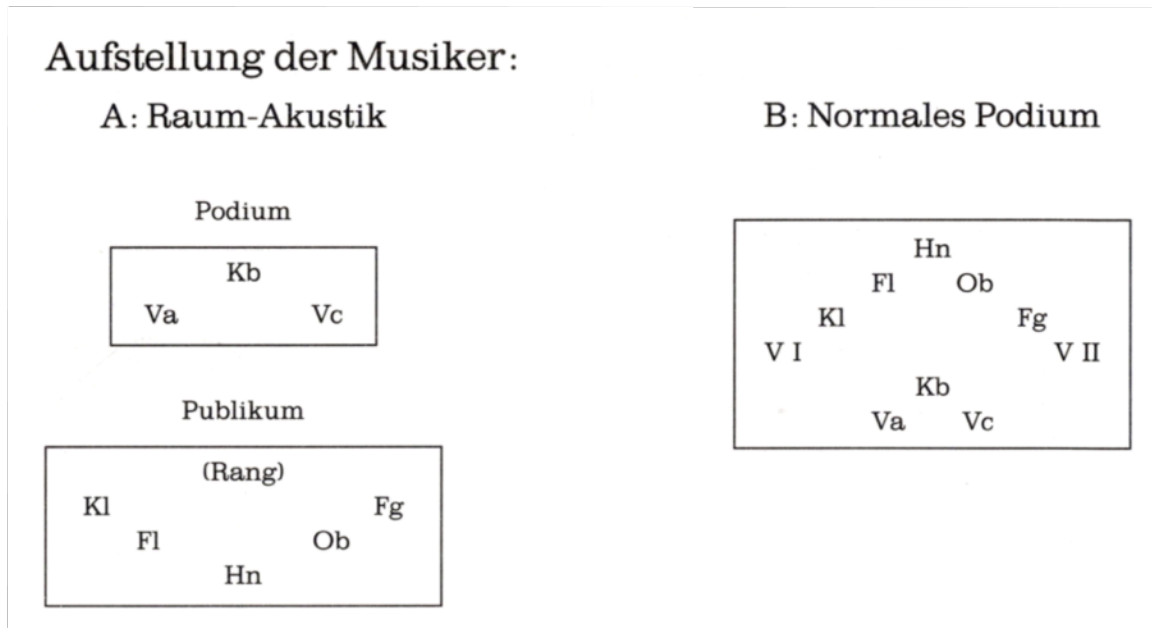 Aufstellung der Musiker:
A: Raum-Akustik
Podium
Kb
Va Vc
Publikum
(Rang)
Kl Fg
Fl Ob
Hn
B: Normales Podium
Hn
Fl Ob
Kl Fg
V I V II
Kb
Va Vc